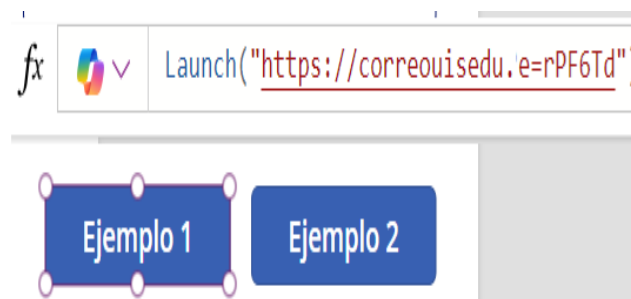 fx Launch("https://correouisedu.'e=rPF6Td")
Ejemplo 1 Ejemplo 2